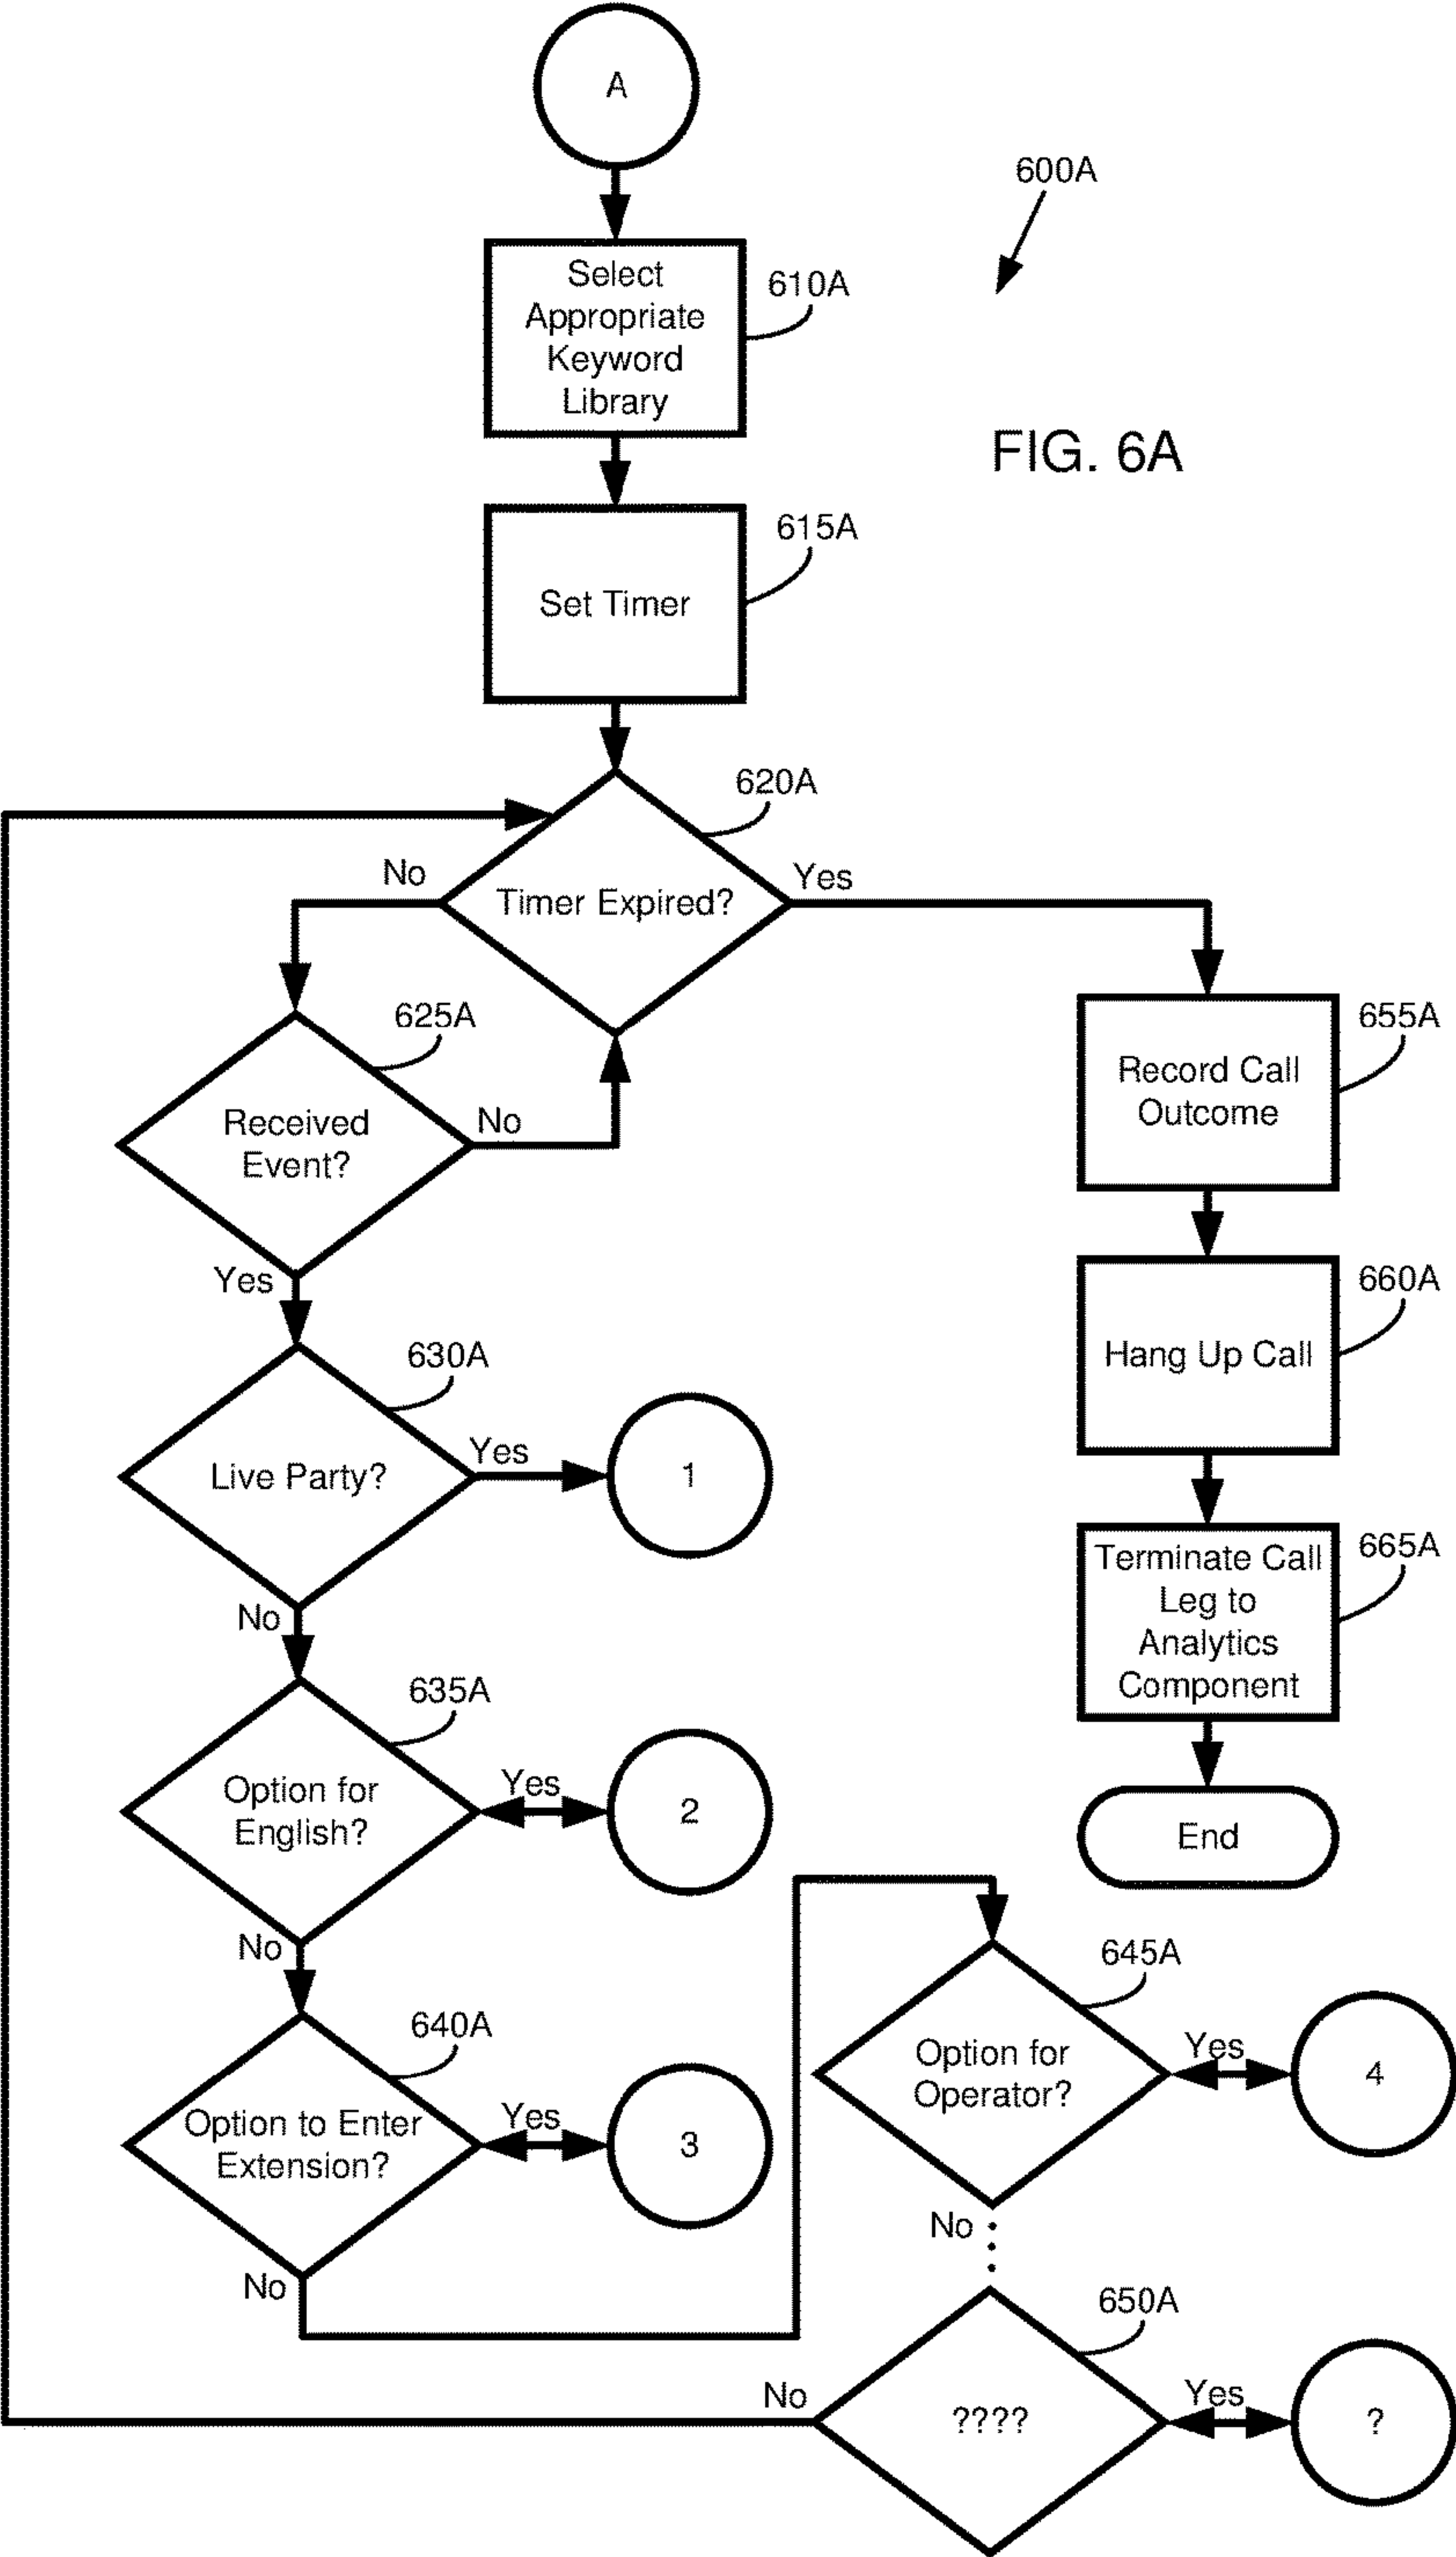 A
600A
Select
Appropriate
Keyword
Library
610A
FIG. 6A
615A
Set Timer
620A
No
Timer Expired?
Yes
625A
Received
Event?
No
Yes
655A
Record Call
Outcome
660A
Hang Up Call
630A
Live Party?
Yes
1
No
665A
Terminate Call
Leg to
Analytics
Component
End
635A
Option for
English?
Yes
2
No
640A
Option to Enter
Extension?
Yes
3
No
645A
Option for
Operator?
Yes
4
No
650A
????
Yes
?
No